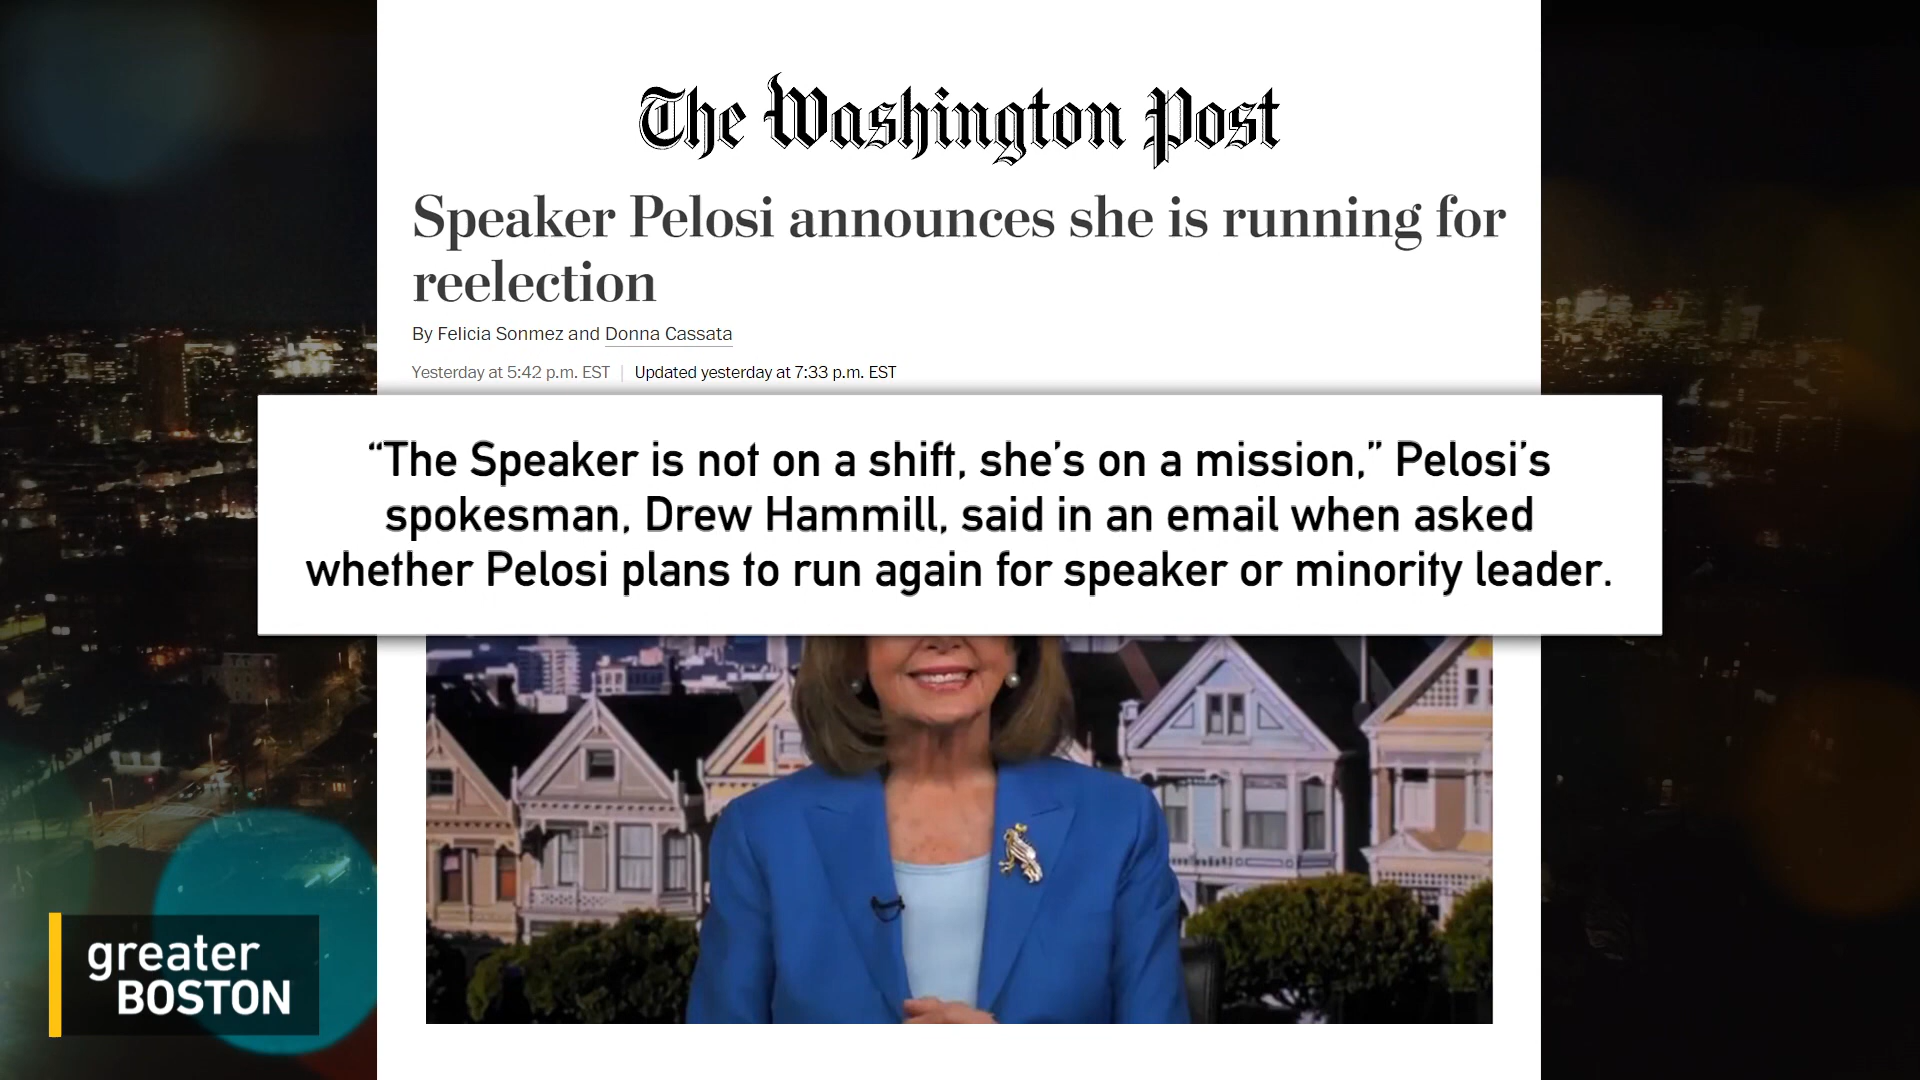 The Washington Post
Speaker Pelosi announces she is running for
reelection
By Felicia Sonmez and Donna Cassata
Yesterday at 5:42 p.m. EST | Updated yesterday at 7:33 p.m. EST
“The Speaker is not on a shift, she’s on a mission,” Pelosi’s
spokesman, Drew Hammill, said in an email when asked
whether Pelosi plans to run again for speaker or minority leader.
greater
BOSTON